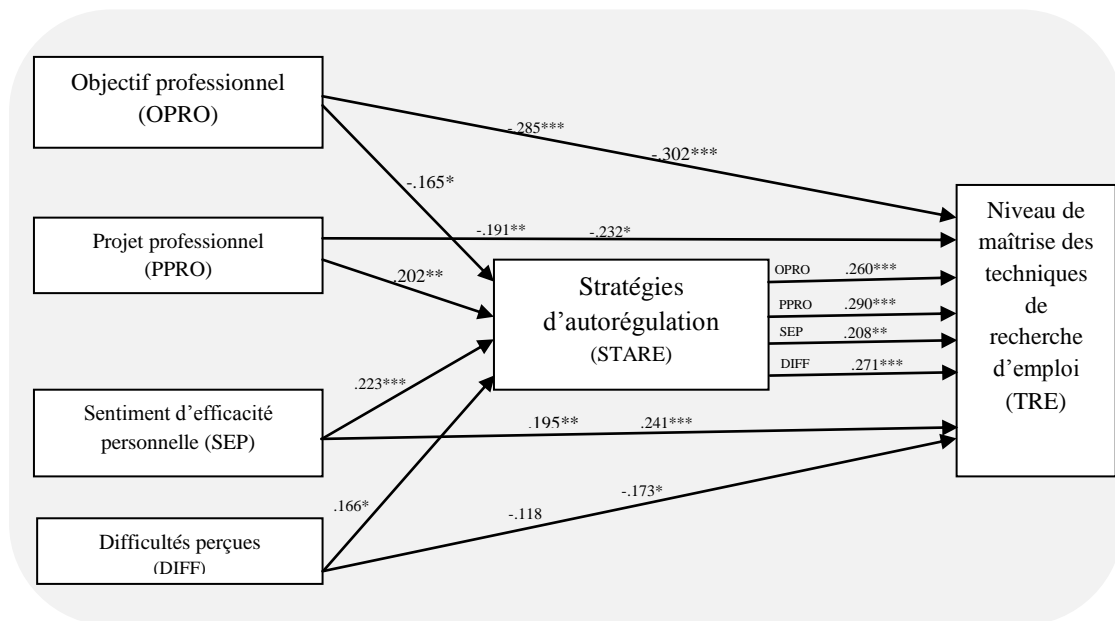 Objectif professionnel
(OPRO)
-.285***
-.302***
-.165*
Projet professionnel
(PPRO)
-.191**
-.232*
.202**
Stratégies
d’autorégulation
(STARE)
OPRO .260***
PPRO .290***
SEP .208**
DIFF .271***
Niveau de
maîtrise des
techniques
de
recherche
d’emploi
(TRE)
Sentiment d’efficacité
personnelle (SEP)
.223***
.195** .241***
Difficultés perçues
(DIFF)
.166*
-.118
-.173*